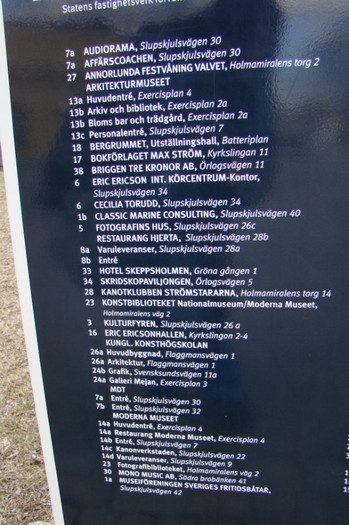 Statens fastighetsverk
7a AUDIORAMA, Slupskjulsvägen 30
7a AFFÄRSCOACHEN, Slupskjulsvägen 30
27 ANNORLUNDA FESTVÅNING VALVET, Holmamiralens torg 2
ARKITEKTURMUSEET
13a Huvudentré, Exercisplan 4
13b Arkiv och bibliotek, Exercisplan 2a
13b Bloms bar och trädgård, Exercisplan 2a
13c Personalentré, Slupskjulsvägen 7
18 BERGRUMMET, Utställningshall, Batteriplan
17 BOKFÖRLAGET MAX STRÖM, Kyrkslingan 11
38 BRIGGEN TRE KRONOR AB, Örlogsvägen 11
6 ERIC ERICSON INT. KÖRCENTRUM-Kontor,
Slupskjulsvägen 34
6 CECILIA TORUDD, Slupskjulsvägen 34
1b CLASSIC MARINE CONSULTING, Slupskjulsvägen 40
5 FOTOGRAFINS HUS, Slupskjulsvägen 26c
RESTAURANG HJERTA, Slupskjulsvägen 28b
8a Varuleveranser, Slupskjulsvägen 28a
8b Entré
33 HOTEL SKEPPSHOLMEN, Gröna gången 1
34 SKRIDSKOPAVILJONGEN, Örlogsvägen 5
28 KANOTKLUBBEN STRÖMSTARARNA, Holmamiralens torg 14
23 KONSTBIBLIOTEKET Nationalmuseum/Moderna Museet,
Holmamiralens väg 2
3 KULTURFYREN, Slupskjulsvägen 26 a
16 ERIC ERICSONHALLEN, Kyrkslingan 2-4
KUNGL. KONSTHÖGSKOLAN
26a Huvudbyggnad, Flaggmansvägen 1
26a Arkitektur, Flaggmansvägen 1
24b Grafik, Svensksundsvägen 11a
24a Galleri Mejan, Exercisplan 3
MDT
7a Entré, Slupskjulsvägen 30
7b Entré, Slupskjulsvägen 32
MODERNA MUSEET
14a Huvudentré, Exercisplan 4
14a Restaurang Moderna Museet, Exercisplan 4
14b Entré, Slupskjulsvägen 7
14c Kanonverkstaden, Slupskjulsvägen 22
14d Varuleveranser, Slupskjulsvägen 9
23 Fotografibiblioteket, Holmamiralens väg 2
30 MONO MUSIC AB, Södra brobänken 41
1a MUSEIFÖRENINGEN SVERIGES FRITIDSBÅTAR,
Slupskjulsvägen 42